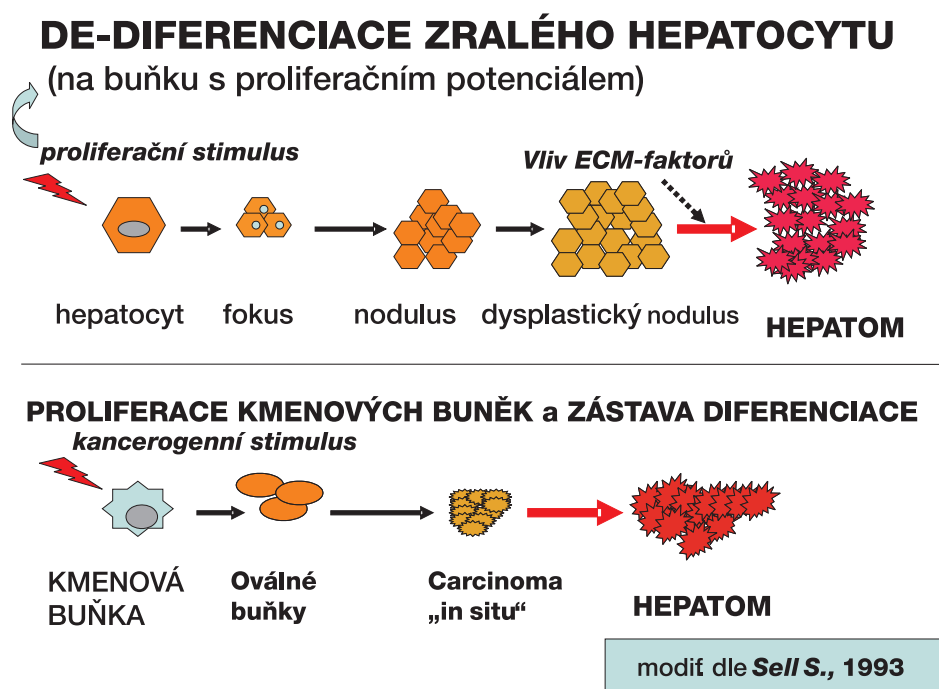 DE-DIFERENCIACE ZRALÉHO HEPATOCYTU
(na buňku s proliferačním potenciálem)
proliferační stimulus
Vliv ECM-faktorů
hepatocyt fokus nodulus dysplastický nodulus HEPATOM
PROLIFERACE KMENOVÝCH BUNĚK a ZÁSTAVA DIFERENCIACE
kancerogenní stimulus
KMENOVÁ
BUŇKA
Oválné
buňky
Carcinoma
„in situ“
HEPATOM
modif. dle Sell S., 1993